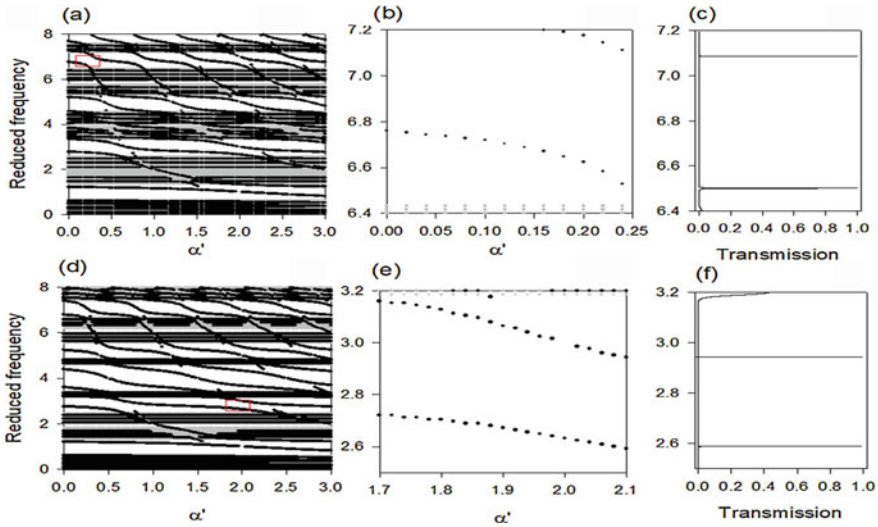 (a) (b) (c)
8 7.2 7.2
6 7.0 7.0
4 6.8 6.8
2 6.6 6.6
0 6.4 6.4
Reduced frequency
0.0 0.5 1.0 1.5 2.0 2.5 3.0 0.00 0.05 0.10 0.15 0.20 0.25 0.0 0.2 0.4 0.6 0.8 1.0
α' α' Transmission
(d) (e) (f)
8 3.2 3.2
6 3.0 3.0
4 2.8 2.8
2 2.6 2.6
0
Reduced frequency
0.0 0.5 1.0 1.5 2.0 2.5 3.0 1.7 1.8 1.9 2.0 2.1 0.0 0.2 0.4 0.6 0.8 1.0
α' α' Transmission